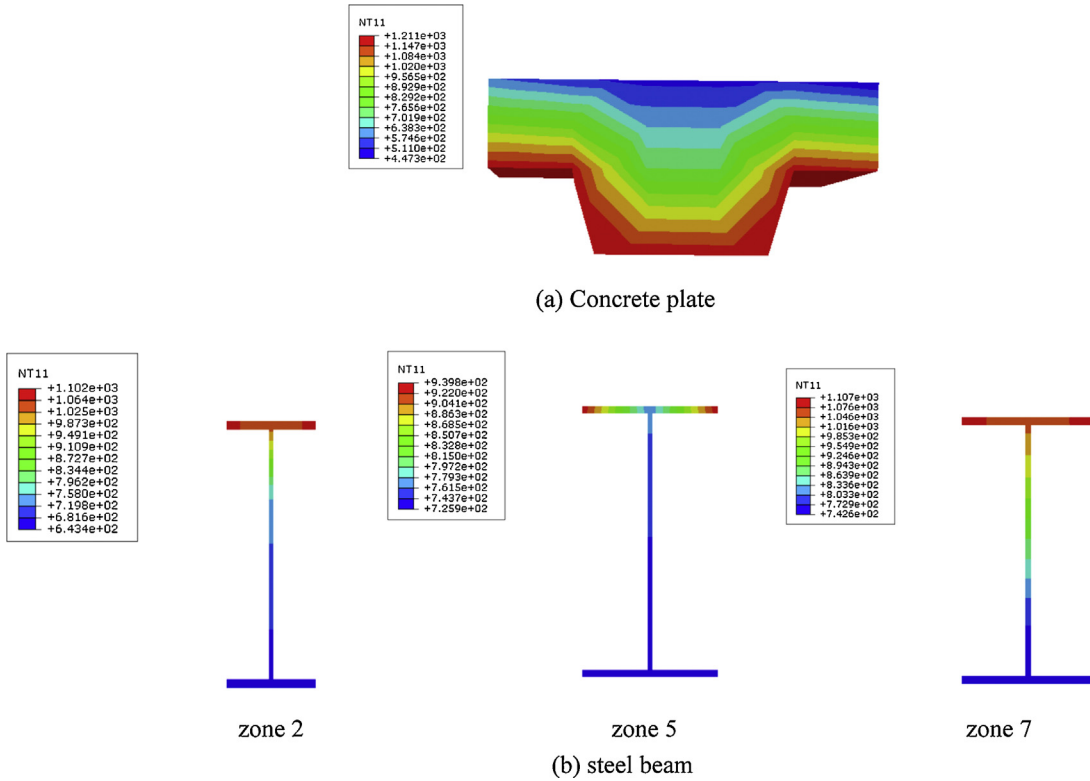 NT11
+1.211e+03
+1.147e+03
+1.084e+03
+1.020e+03
+9.565e+02
+8.929e+02
+8.292e+02
+7.656e+02
+7.019e+02
+6.383e+02
+5.746e+02
+5.110e+02
+4.473e+02
(a) Concrete plate
NT11
+1.102e+03
+1.064e+03
+1.025e+03
+9.873e+02
+9.491e+02
+9.109e+02
+8.727e+02
+8.344e+02
+7.962e+02
+7.580e+02
+7.198e+02
+6.816e+02
+6.434e+02
NT11
+9.398e+02
+9.220e+02
+9.041e+02
+8.863e+02
+8.685e+02
+8.507e+02
+8.328e+02
+8.150e+02
+7.972e+02
+7.793e+02
+7.615e+02
+7.437e+02
+7.259e+02
NT11
+1.107e+03
+1.076e+03
+1.046e+03
+1.016e+03
+9.853e+02
+9.549e+02
+9.246e+02
+8.943e+02
+8.639e+02
+8.336e+02
+8.033e+02
+7.729e+02
+7.426e+02
zone 2
zone 5
zone 7
(b) steel beam